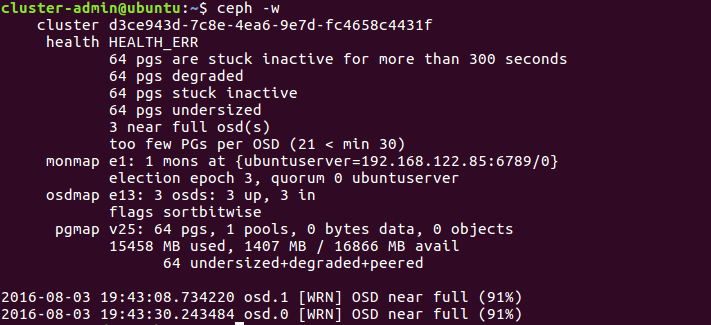 cluster-admin@ubuntu:~$ ceph -w
cluster d3ce943d-7c8e-4ea6-9e7d-fc4658c4431f
health HEALTH_ERR
64 pgs are stuck inactive for more than 300 seconds
64 pgs degraded
64 pgs stuck inactive
64 pgs undersized
3 near full osd(s)
too few PGs per OSD (21 < min 30)
monmap e1: 1 mons at {ubuntuserver=192.168.122.85:6789/0}
election epoch 3, quorum 0 ubuntuserver
osdmap e13: 3 osds: 3 up, 3 in
flags sortbitwise
pgmap v25: 64 pgs, 1 pools, 0 bytes data, 0 objects
15458 MB used, 1407 MB / 16866 MB avail
64 undersized+degraded+peered
2016-08-03 19:43:08.734220 osd.1 [WRN] OSD near full (91%)
2016-08-03 19:43:30.243484 osd.0 [WRN] OSD near full (91%)